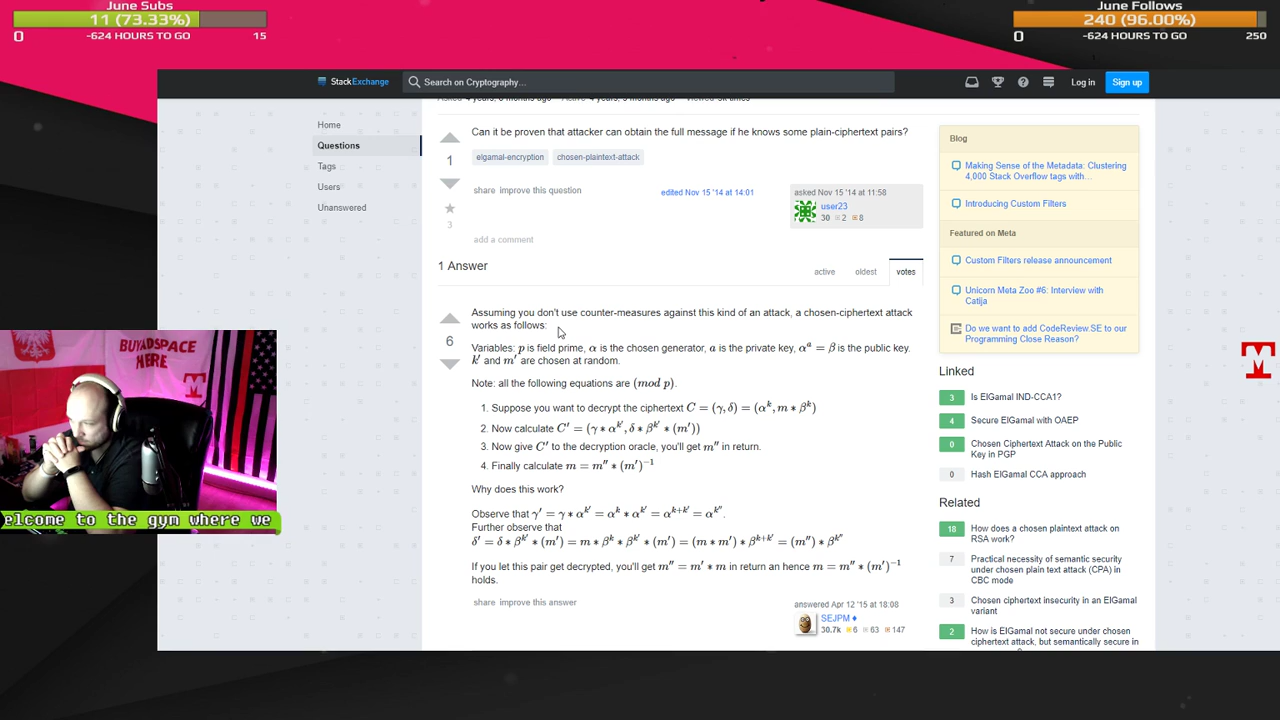 June Subs
11 (73.33%)
0 -624 HOURS TO GO 15
June Follows
240 (96.00%)
0 -624 HOURS TO GO 250
StackExchange
Search on Cryptography...
Log in
Sign up
Home
Questions
Tags
Users
Unanswered
Can it be proven that attacker can obtain the full message if he knows some plain-ciphertext pairs?
1
elgamal-encryption chosen-plaintext-attack
share improve this question
edited Nov 15 '14 at 14:01
asked Nov 15 '14 at 11:58
user23
30 2 8
3
add a comment
1 Answer
active oldest votes
Assuming you don't use counter-measures against this kind of an attack, a chosen-ciphertext attack
works as follows:
6
Variables: p is field prime, α is the chosen generator, a is the private key, α^a = β is the public key.
k′ and m′ are chosen at random.
Note: all the following equations are (mod p).
1. Suppose you want to decrypt the ciphertext C = (γ, δ) = (α^k, m * β^k)
2. Now calculate C′ = (γ * α^k′, δ * β^k′ * (m′))
3. Now give C′ to the decryption oracle, you'll get m″ in return.
4. Finally calculate m = m″ * (m′)^−1
Why does this work?
Observe that γ′ = γ * α^k′ = α^k * α^k′ = α^k+k′ = α^k″.
Further observe that
δ′ = δ * β^k′ * (m′) = m * β^k * β^k′ * (m′) = (m * m′) * β^k+k′ = (m″) * β^k″
If you let this pair get decrypted, you'll get m″ = m′ * m in return an hence m = m″ * (m′)^−1
holds.
share improve this answer
answered Apr 12 '15 at 18:08
SEJPM ♦
30.7k 6 63 147
Blog
Making Sense of the Metadata: Clustering
4,000 Stack Overflow tags with...
Introducing Custom Filters
Featured on Meta
Custom Filters release announcement
Unicorn Meta Zoo #6: Interview with
Catija
Do we want to add CodeReview.SE to our
Programming Close Reason?
Linked
3 Is ElGamal IND-CCA1?
4 Secure ElGamal with OAEP
0 Chosen Ciphertext Attack on the Public
Key in PGP
0 Hash ElGamal CCA approach
Related
18 How does a chosen plaintext attack on
RSA work?
7 Practical necessity of semantic security
under chosen plain text attack (CPA) in
CBC mode
3 Chosen ciphertext insecurity in an ElGamal
variant
2 How is ElGamal not secure under chosen
ciphertext attack, but semantically secure in
HERE
elcome to the gym where we